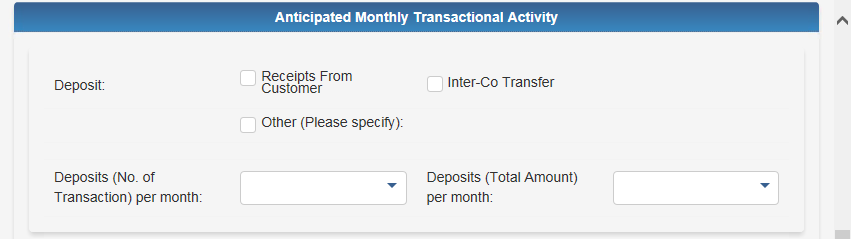 Anticipated Monthly Transactional Activity
Deposit:
Receipts From
Customer
Inter-Co Transfer
Other (Please specify):
Deposits (No. of
Transaction) per month:
Deposits (Total Amount)
per month: